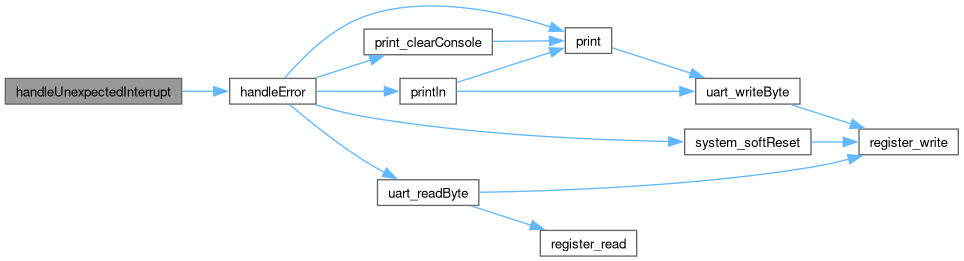 handleUnexpectedInterrupt
handleError
print_clearConsole
println
print
uart_writeByte
system_softReset
register_write
uart_readByte
register_read